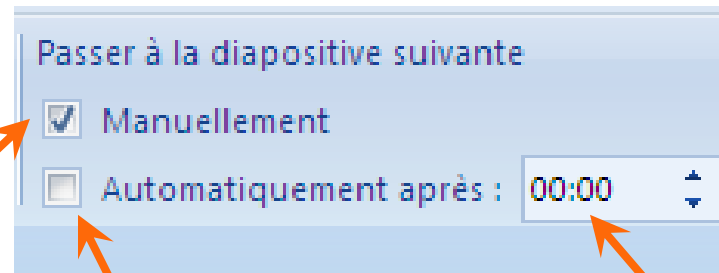 Passer à la diapositive suivante
Manuellement
Automatiquement après : 00:00